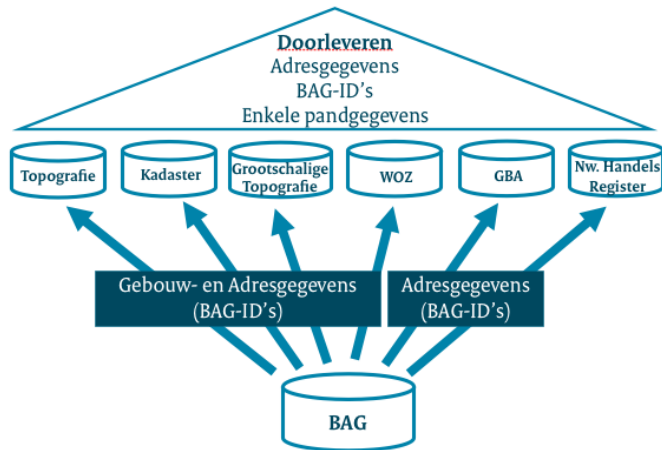 Doorleveren
Adresgegevens
BAG-ID's
Enkele pandgegevens
Topografie
Kadaster
Grootschalige
Topografie
WOZ
GBA
Nw. Handels
Register
Gebouw- en Adresgegevens
(BAG-ID's)
Adresgegevens
(BAG-ID's)
BAG